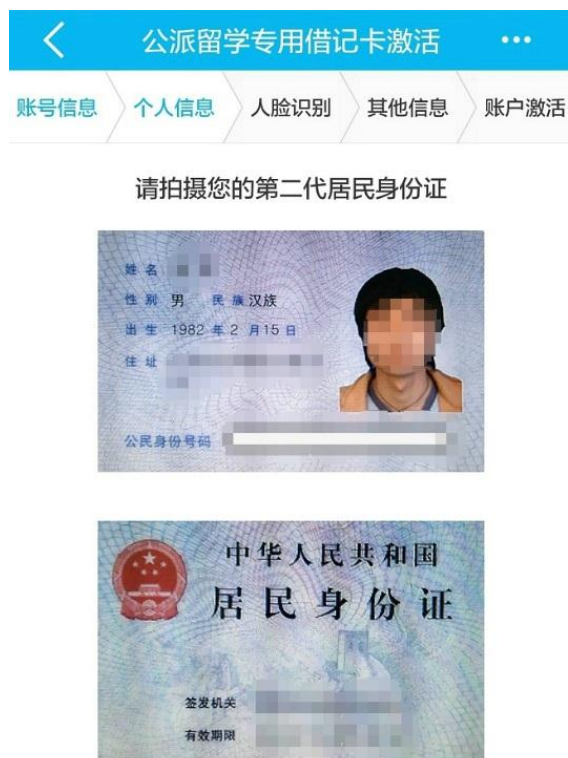 公派留学专用借记卡激活
账号信息 个人信息 人脸识别 其他信息 账户激活
请拍摄您的第二代居民身份证
姓名
性别 男 民族 汉族
出生 1982 年 2 月 15 日
住址
公民身份号码
中华人民共和国
居民身份证
签发机关
有效期限